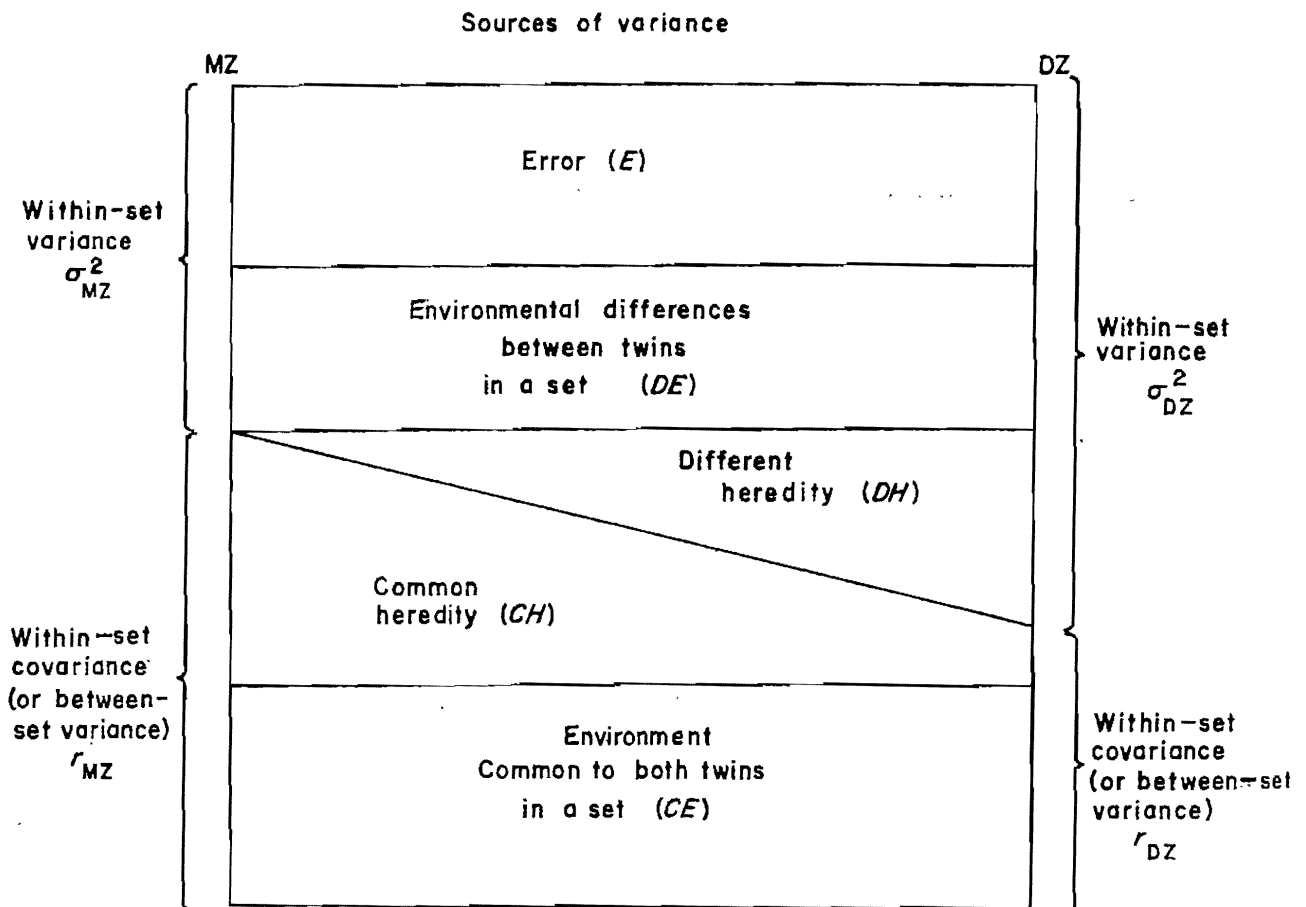 Sources of variance
MZ
DZ
Error (E)
Within-set
variance
σ²MZ
Environmental differences
between twins
in a set (DE)
Within-set
variance
σ²DZ
Different
heredity (DH)
Common
heredity (CH)
Within-set
covariance
(or between-
set variance)
rMZ
Environment
Common to both twins
in a set (CE)
Within-set
covariance
(or between-set
variance)
rDZ